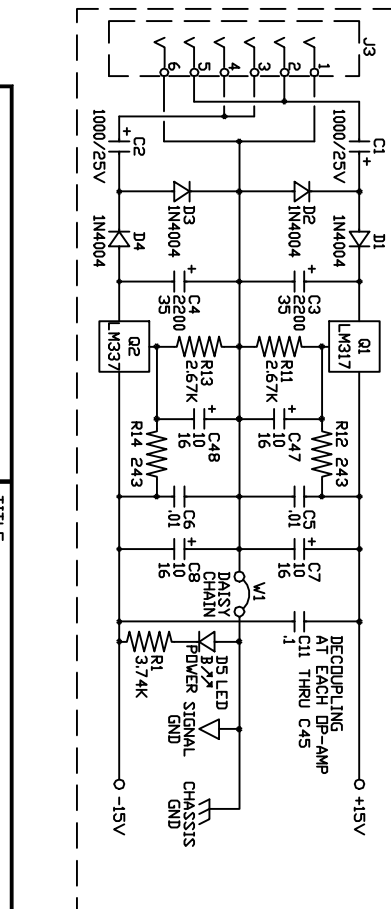 J3
6
5
4
3
2
1
C2
1000/25V
+
C1
1000/25V
+
D3
1N4004
D2
1N4004
D4
1N4004
D1
1N4004
+
C4
2200
35
+
C3
2200
35
Q2
LM337
Q1
LM317
R13
2.67K
R11
2.67K
+
C48
10
16
+
C47
10
16
R14 243
R12 243
C6
.01
C5
.01
+
C8
10
16
+
C7
10
16
W1
DAISY
CHAIN
DECOUPLING
AT EACH OP-AMP
C11 THRU C45
.1
R1
3.74K
D5 LED
B
POWER SIGNAL
GND
CHASSIS
GND
-15V
+15V